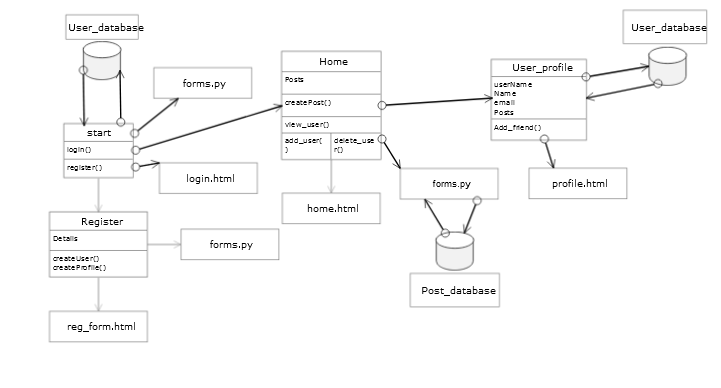 User_database
start
login()
register()
forms.py
login.html
Register
Details
createUser()
createProfile()
forms.py
reg_form.html
Home
Posts
createPost()
view_user()
add_user(
)
delete_use
r()
home.html
forms.py
Post_database
User_profile
userName
Name
email
Posts
Add_friend()
profile.html
User_database